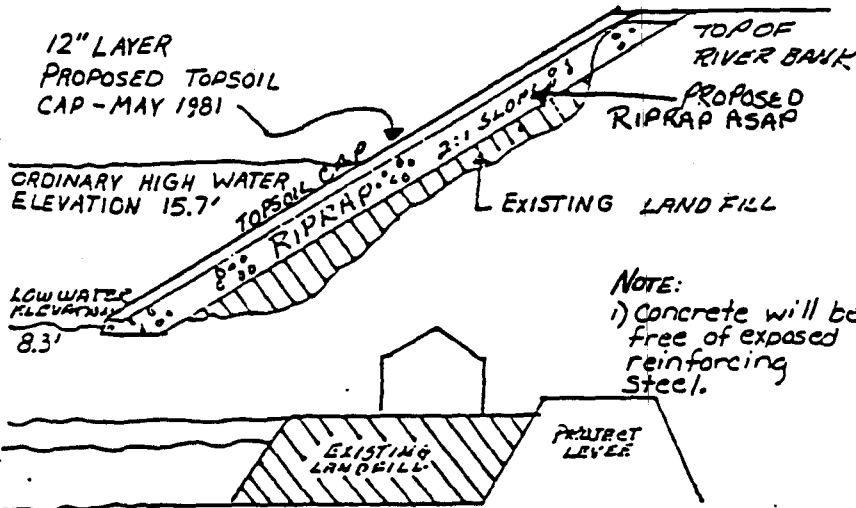 12" LAYER
PROPOSED TOPSOIL
CAP - MAY 1981
TOP OF
RIVER BANK
PROPOSED
RIPRAP ASAP
2:1 SLOPE
TOPSOIL CAP
RIPRAP
ORDINARY HIGH WATER
ELEVATION 15.7'
EXISTING LAND FILL
LOW WATER
ELEVATION
8.3'
NOTE:
1) Concrete will be
free of exposed
reinforcing
steel.
EXISTING
LANDFILL
PROJECT
LEVEE